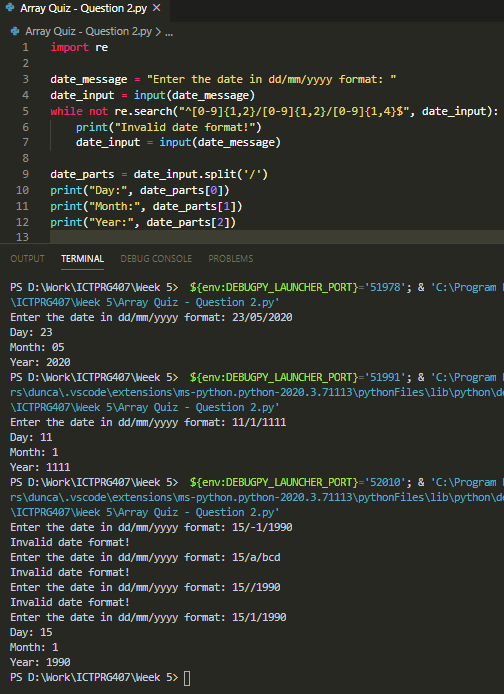 Array Quiz - Question 2.py ×
Array Quiz - Question 2.py > ...
1 import re
2
3 date_message = "Enter the date in dd/mm/yyyy format: "
4 date_input = input(date_message)
5 while not re.search("^[0-9]{1,2}/[0-9]{1,2}/[0-9]{1,4}$", date_input):
6 print("Invalid date format!")
7 date_input = input(date_message)
8
9 date_parts = date_input.split('/')
10 print("Day:", date_parts[0])
11 print("Month:", date_parts[1])
12 print("Year:", date_parts[2])
13
OUTPUT TERMINAL DEBUG CONSOLE PROBLEMS
PS D:\Work\ICTPRG407\Week 5> ${env:DEBUGPY_LAUNCHER_PORT}='51978'; & 'C:\Program
\ICTPRG407\Week 5\Array Quiz - Question 2.py'
Enter the date in dd/mm/yyyy format: 23/05/2020
Day: 23
Month: 05
Year: 2020
PS D:\Work\ICTPRG407\Week 5> ${env:DEBUGPY_LAUNCHER_PORT}='51991'; & 'C:\Program
rs\dunca\.vscode\extensions\ms-python.python-2020.3.71113\pythonFiles\lib\python\de
\ICTPRG407\Week 5\Array Quiz - Question 2.py'
Enter the date in dd/mm/yyyy format: 11/1/1111
Day: 11
Month: 1
Year: 1111
PS D:\Work\ICTPRG407\Week 5> ${env:DEBUGPY_LAUNCHER_PORT}='52010'; & 'C:\Program
rs\dunca\.vscode\extensions\ms-python.python-2020.3.71113\pythonFiles\lib\python\de
\ICTPRG407\Week 5\Array Quiz - Question 2.py'
Enter the date in dd/mm/yyyy format: 15/-1/1990
Invalid date format!
Enter the date in dd/mm/yyyy format: 15/a/bcd
Invalid date format!
Enter the date in dd/mm/yyyy format: 15//1990
Invalid date format!
Enter the date in dd/mm/yyyy format: 15/1/1990
Day: 15
Month: 1
Year: 1990
PS D:\Work\ICTPRG407\Week 5>